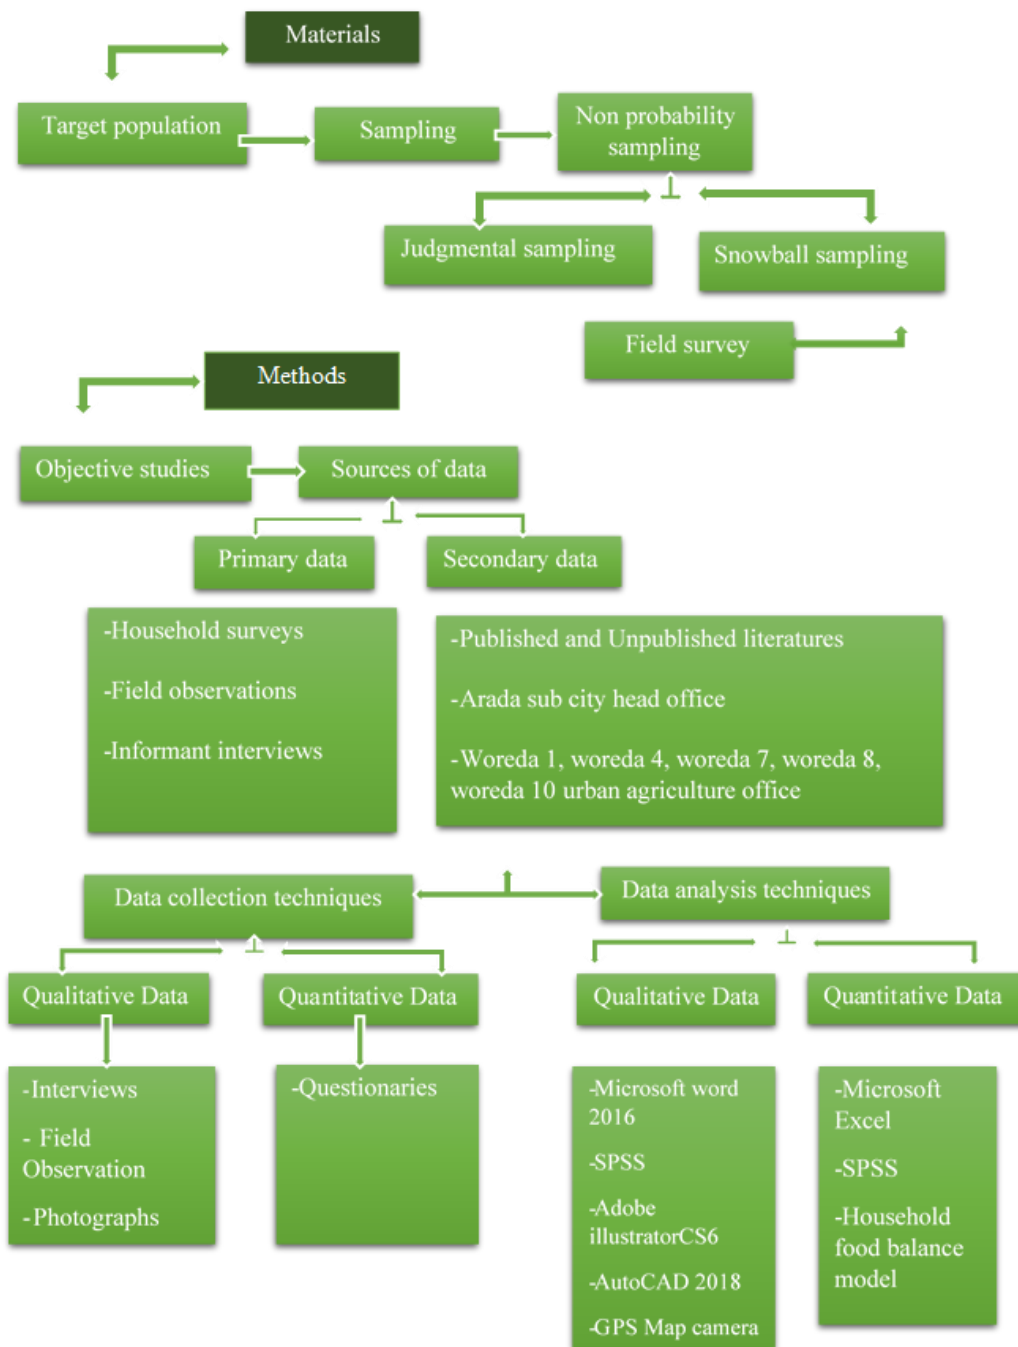 Materials
Target population
Sampling
Non probability
sampling
Judgmental sampling
Snowball sampling
Field survey
Methods
Objective studies
Sources of data
Primary data
Secondary data
-Household surveys
-Field observations
-Informant interviews
-Published and Unpublished literatures
-Arada sub city head office
-Woreda 1, woreda 4, woreda 7, woreda 8,
woreda 10 urban agriculture office
Data collection techniques
Data analysis techniques
Qualitative Data
Quantitative Data
Qualitative Data
Quantitative Data
-Interviews
- Field
Observation
-Photographs
-Questionaries
-Microsoft word
2016
-SPSS
-Adobe
illustratorCS6
-AutoCAD 2018
-GPS Map camera
-Microsoft
Excel
-SPSS
-Household
food balance
model